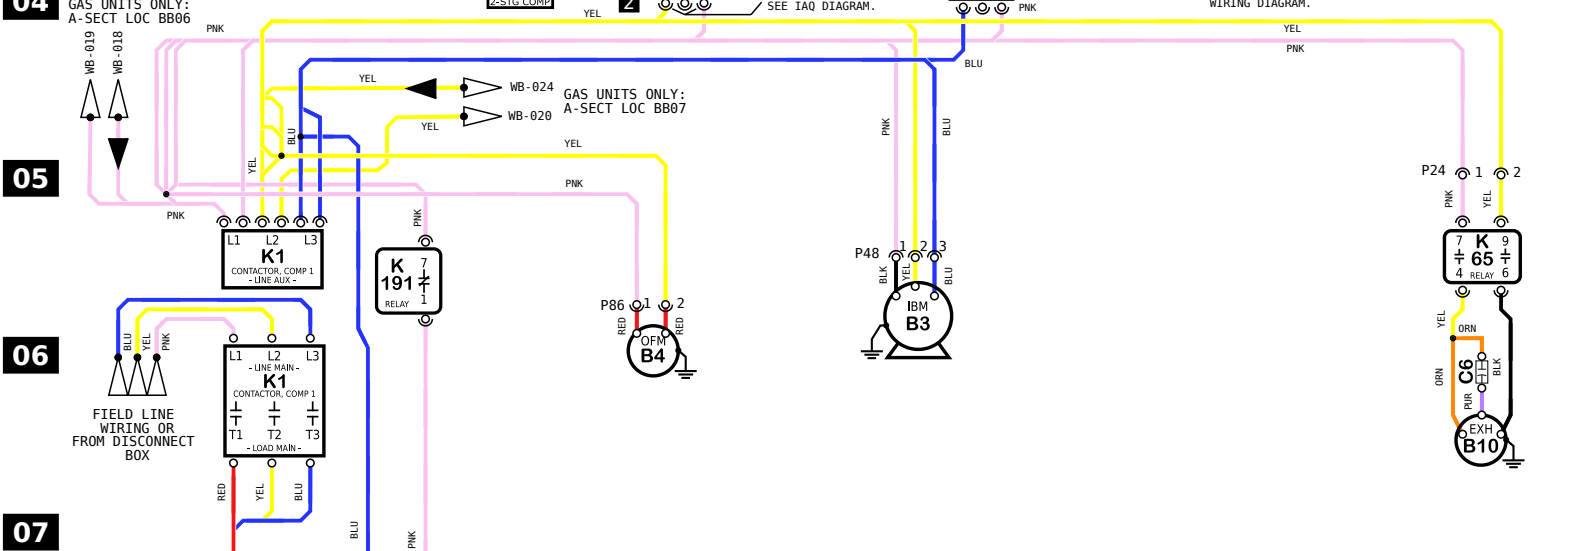 04
GAS UNITS ONLY:
A-SECT LOC BB06
2-STG COMP
2
YEL
SEE IAQ DIAGRAM.
PNK
WIRING DIAGRAM.
WB-019
WB-018
PNK
YEL
PNK
BLU
YEL
WB-024
GAS UNITS ONLY:
A-SECT LOC BB07
WB-020
YEL
BLU
YEL
YEL
PNK
BLU
05
PNK
PNK
PNK
P24 1 2
PNK
YEL
L1 L2 L3
K1
CONTACTOR, COMP 1
- LINE AUX -
K
191
7
1
RELAY
P48 1 2 3
BLK
YEL
BLU
IBM
B3
7 K 9
65
4 RELAY 6
P86 1 2
RED
RED
OFM
B4
06
BLU
YEL
PNK
L1 L2 L3
- LINE MAIN -
K1
CONTACTOR, COMP 1
T1 T2 T3
- LOAD MAIN -
FIELD LINE
WIRING OR
FROM DISCONNECT
BOX
YEL
ORN
ORN
C6
BLK
PUR
EXH
B10
RED
YEL
BLU
07
BLU
PNK